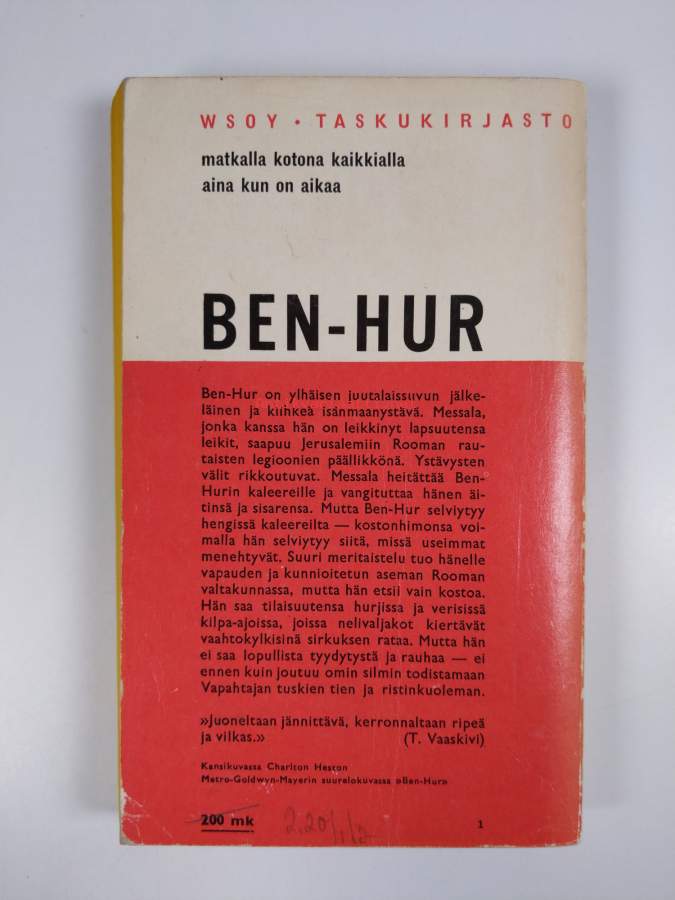 WSOY • TASKUKIRJASTO
matkalla kotona kaikkialla
aina kun on aikaa
BEN-HUR
Ben-Hur on ylhäisen juutalaissuvun jälke-
läinen ja kiihkeä isänmaanystävä. Messala,
jonka kanssa hän on leikkinyt lapsuutensa
leikit, saapuu Jerusalemiin Rooman rau-
taisten legioonien päällikkönä. Ystävysten
välit rikkoutuvat. Messala heitättää Ben-
Hurin kaleereille ja vangituttaa hänen äi-
tinsä ja sisarensa. Mutta Ben-Hur selviytyy
hengissä kaleereilta — kostonhimonsa voi-
malla hän selviytyy siitä, missä useimmat
menehtyvät. Suuri meritaistelu tuo hänelle
vapauden ja kunnioitetun aseman Rooman
valtakunnassa, mutta hän etsii vain kostoa.
Hän saa tilaisuutensa hurjissa ja verisissä
kilpa-ajoissa, joissa nelivaljakot kiertävät
vaahtokylkisinä sirkuksen rataa. Mutta hän
ei saa lopullista tyydytystä ja rauhaa — ei
ennen kuin joutuu omin silmin todistamaan
Vapahtajan tuskien tien ja ristinkuoleman.
»Juoneltaan jännittävä, kerronnaltaan ripeä
ja vilkas.» (T. Vaaskivi)
Kansikuvassa Charlton Heston
Metro-Goldwyn-Mayerin suurelokuvassa »Ben-Hur»
200 mk 2,20 1